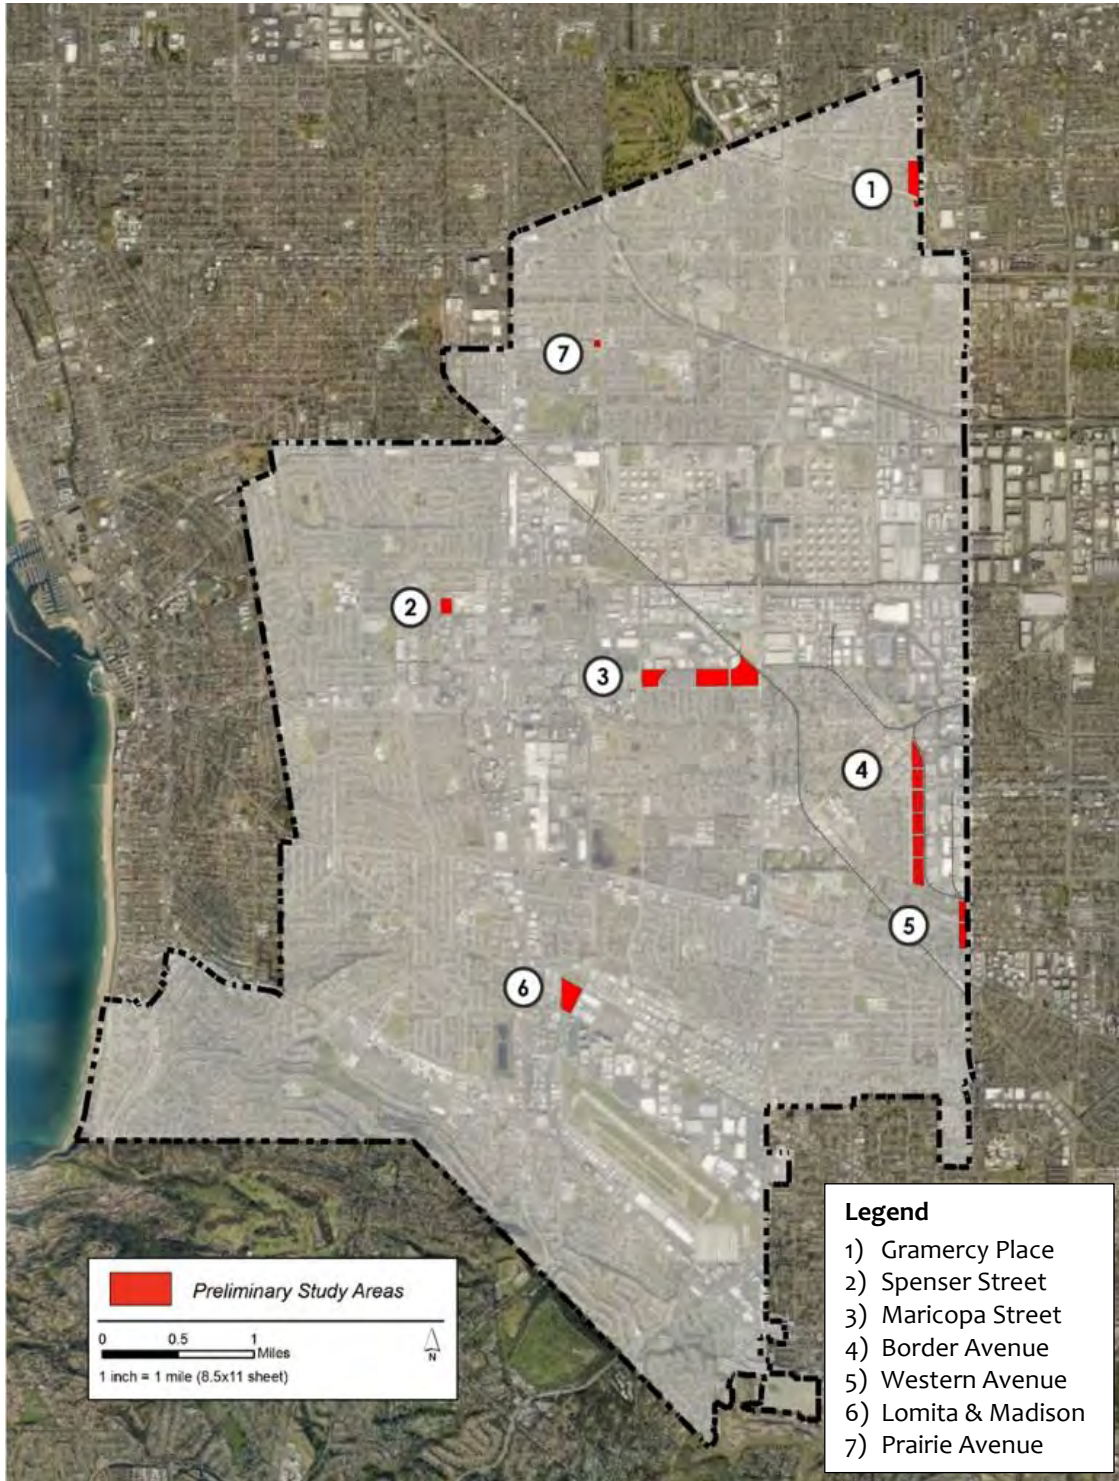 1
7
2
3
4
5
6
Preliminary Study Areas
0 0.5 1
Miles
N
1 inch = 1 mile (8.5x11 sheet)
Legend
1) Gramercy Place
2) Spenser Street
3) Maricopa Street
4) Border Avenue
5) Western Avenue
6) Lomita & Madison
7) Prairie Avenue